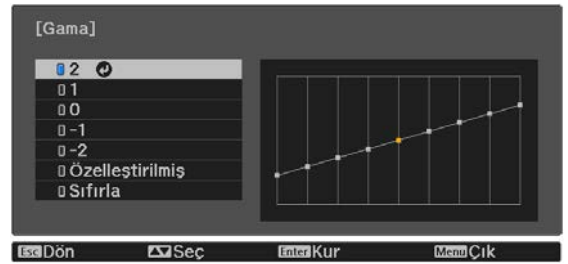 [Gama]
2
1
0
-1
-2
Özelleştirilmiş
Sıfırla
Esc Dön Seç Enter Kur Menu Çık